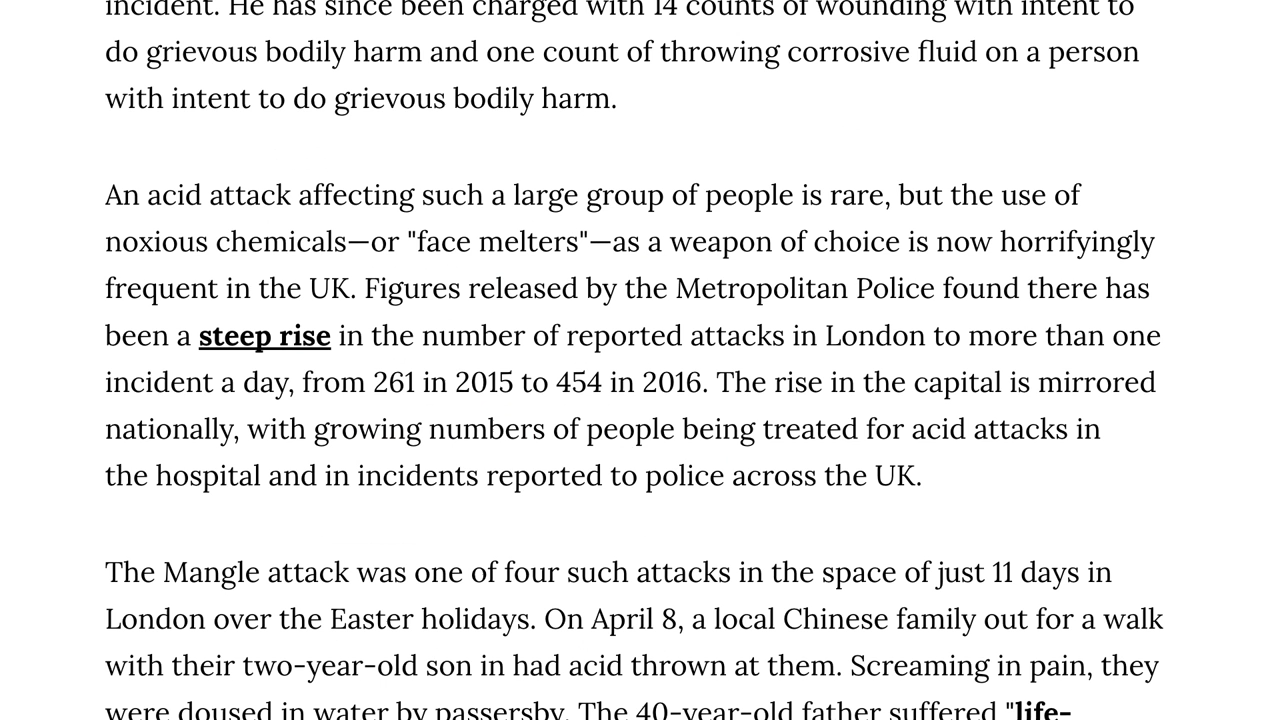 incident. He has since been charged with 14 counts of wounding with intent to
do grievous bodily harm and one count of throwing corrosive fluid on a person
with intent to do grievous bodily harm.
An acid attack affecting such a large group of people is rare, but the use of
noxious chemicals—or "face melters"—as a weapon of choice is now horrifyingly
frequent in the UK. Figures released by the Metropolitan Police found there has
been a steep rise in the number of reported attacks in London to more than one
incident a day, from 261 in 2015 to 454 in 2016. The rise in the capital is mirrored
nationally, with growing numbers of people being treated for acid attacks in
the hospital and in incidents reported to police across the UK.
The Mangle attack was one of four such attacks in the space of just 11 days in
London over the Easter holidays. On April 8, a local Chinese family out for a walk
with their two-year-old son in had acid thrown at them. Screaming in pain, they
were doused in water by passersby. The 40-year-old father suffered "life-